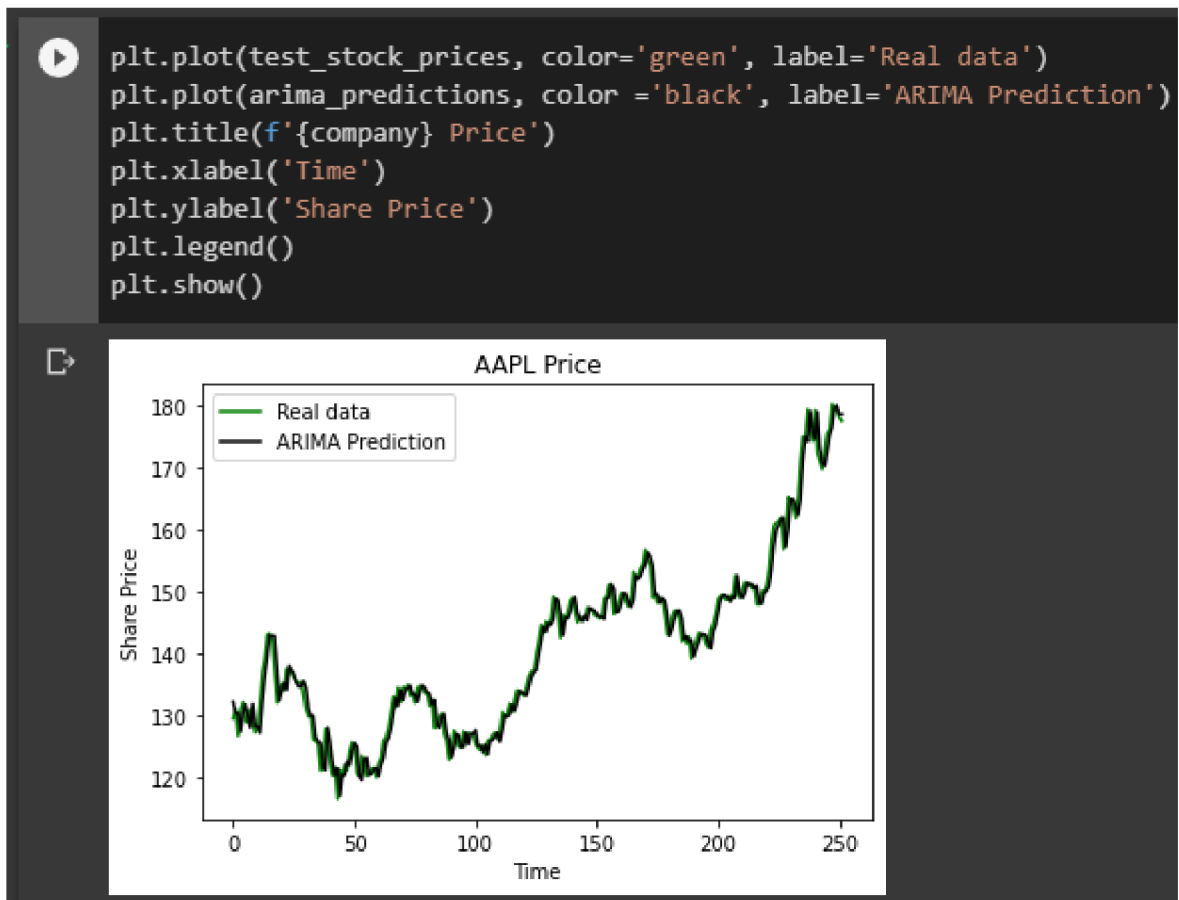 plt.plot(test_stock_prices, color='green', label='Real data')
plt.plot(arima_predictions, color ='black', label='ARIMA Prediction')
plt.title(f'{company} Price')
plt.xlabel('Time')
plt.ylabel('Share Price')
plt.legend()
plt.show()
AAPL Price
Real data
ARIMA Prediction
180
170
160
150
140
130
120
Share Price
0 50 100 150 200 250
Time